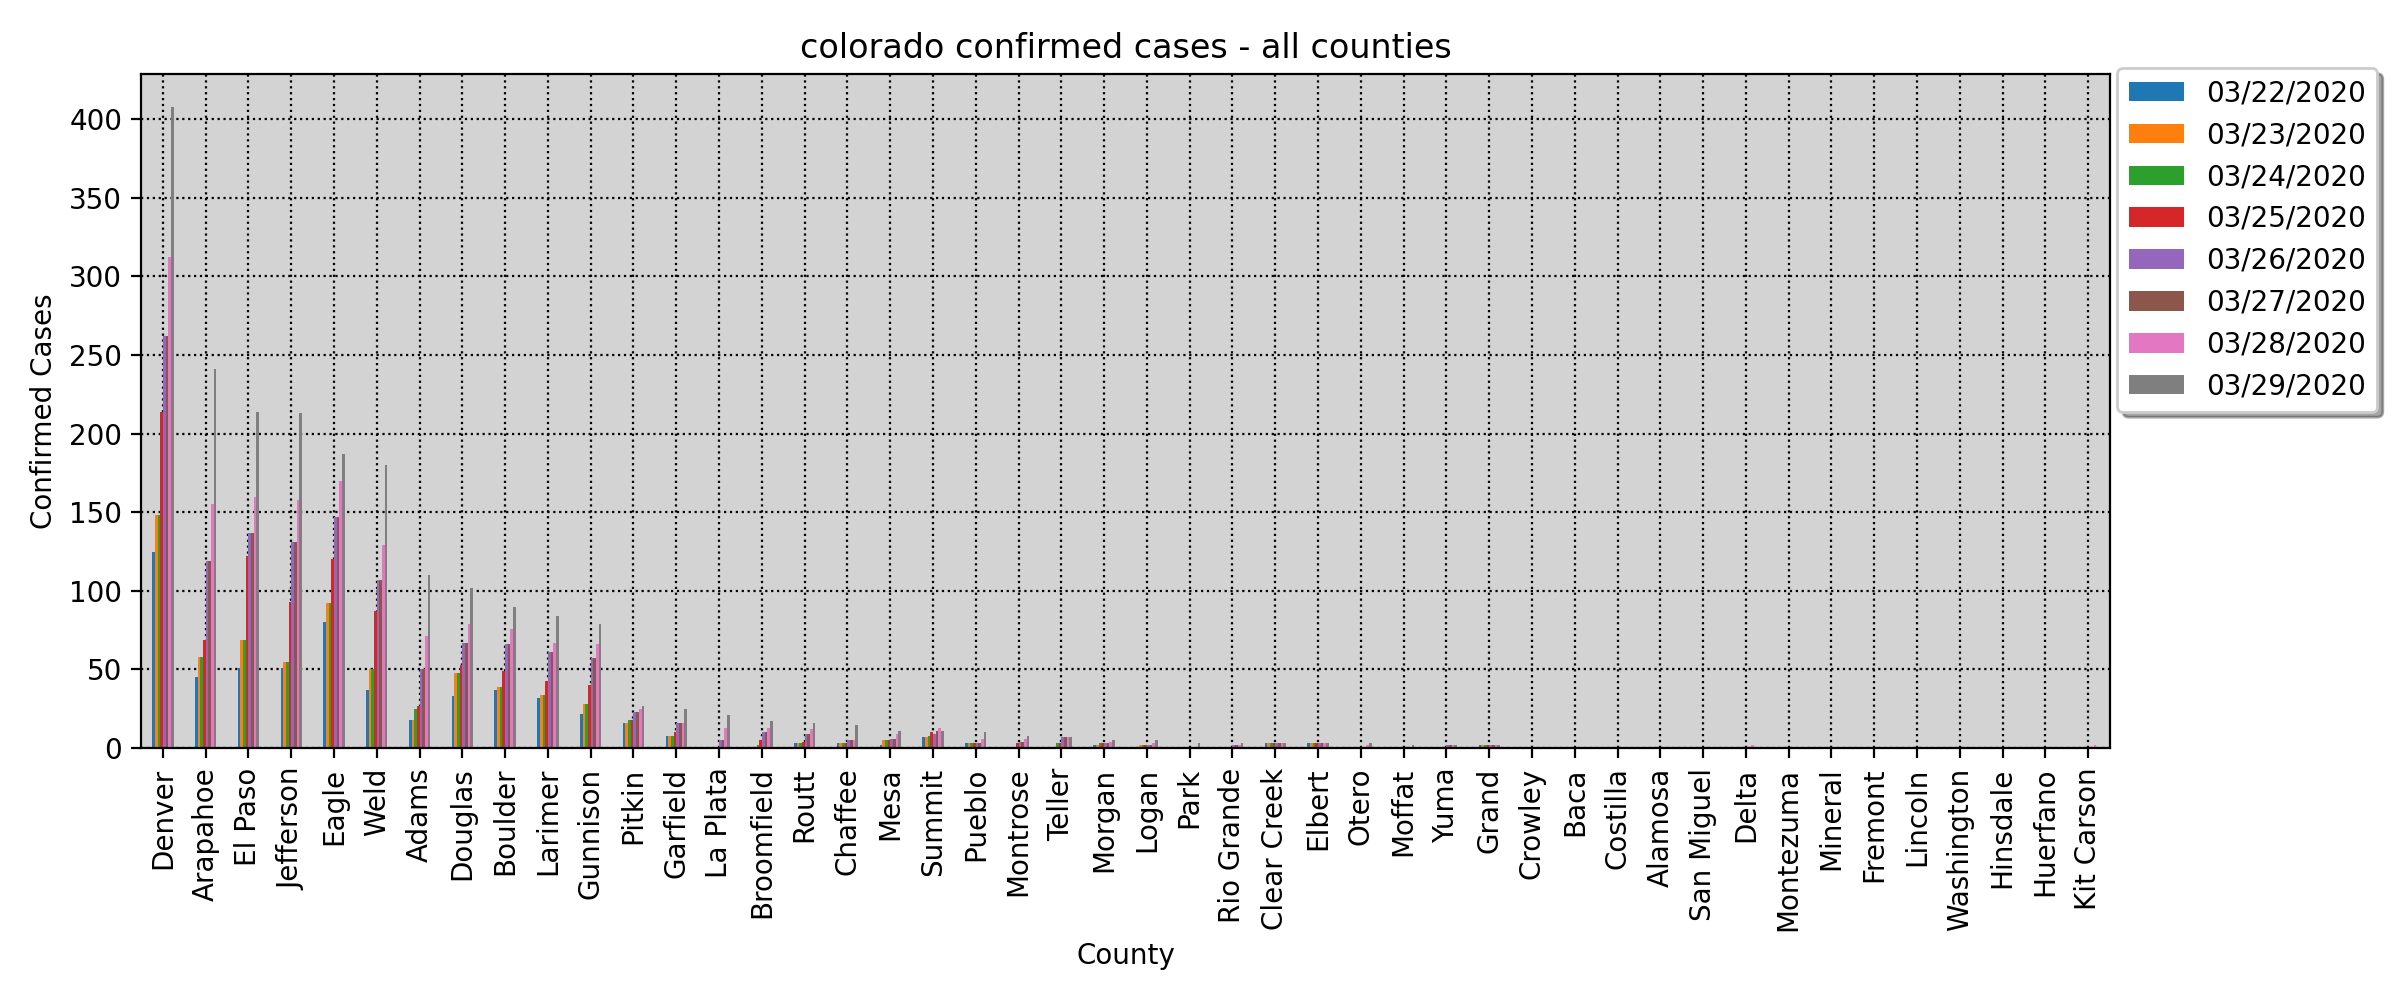 colorado confirmed cases - all counties
Confirmed Cases
400
350
300
250
200
150
100
50
0
Denver
Arapahoe
El Paso
Jefferson
Eagle
Weld
Adams
Douglas
Boulder
Larimer
Gunnison
Pitkin
Garfield
La Plata
Broomfield
Routt
Chaffee
Mesa
Summit
Pueblo
Montrose
Teller
Morgan
Logan
Park
Rio Grande
Clear Creek
Elbert
Otero
Moffat
Yuma
Grand
Crowley
Baca
Costilla
Alamosa
San Miguel
Delta
Montezuma
Mineral
Fremont
Lincoln
Washington
Hinsdale
Huerfano
Kit Carson
County
03/22/2020
03/23/2020
03/24/2020
03/25/2020
03/26/2020
03/27/2020
03/28/2020
03/29/2020